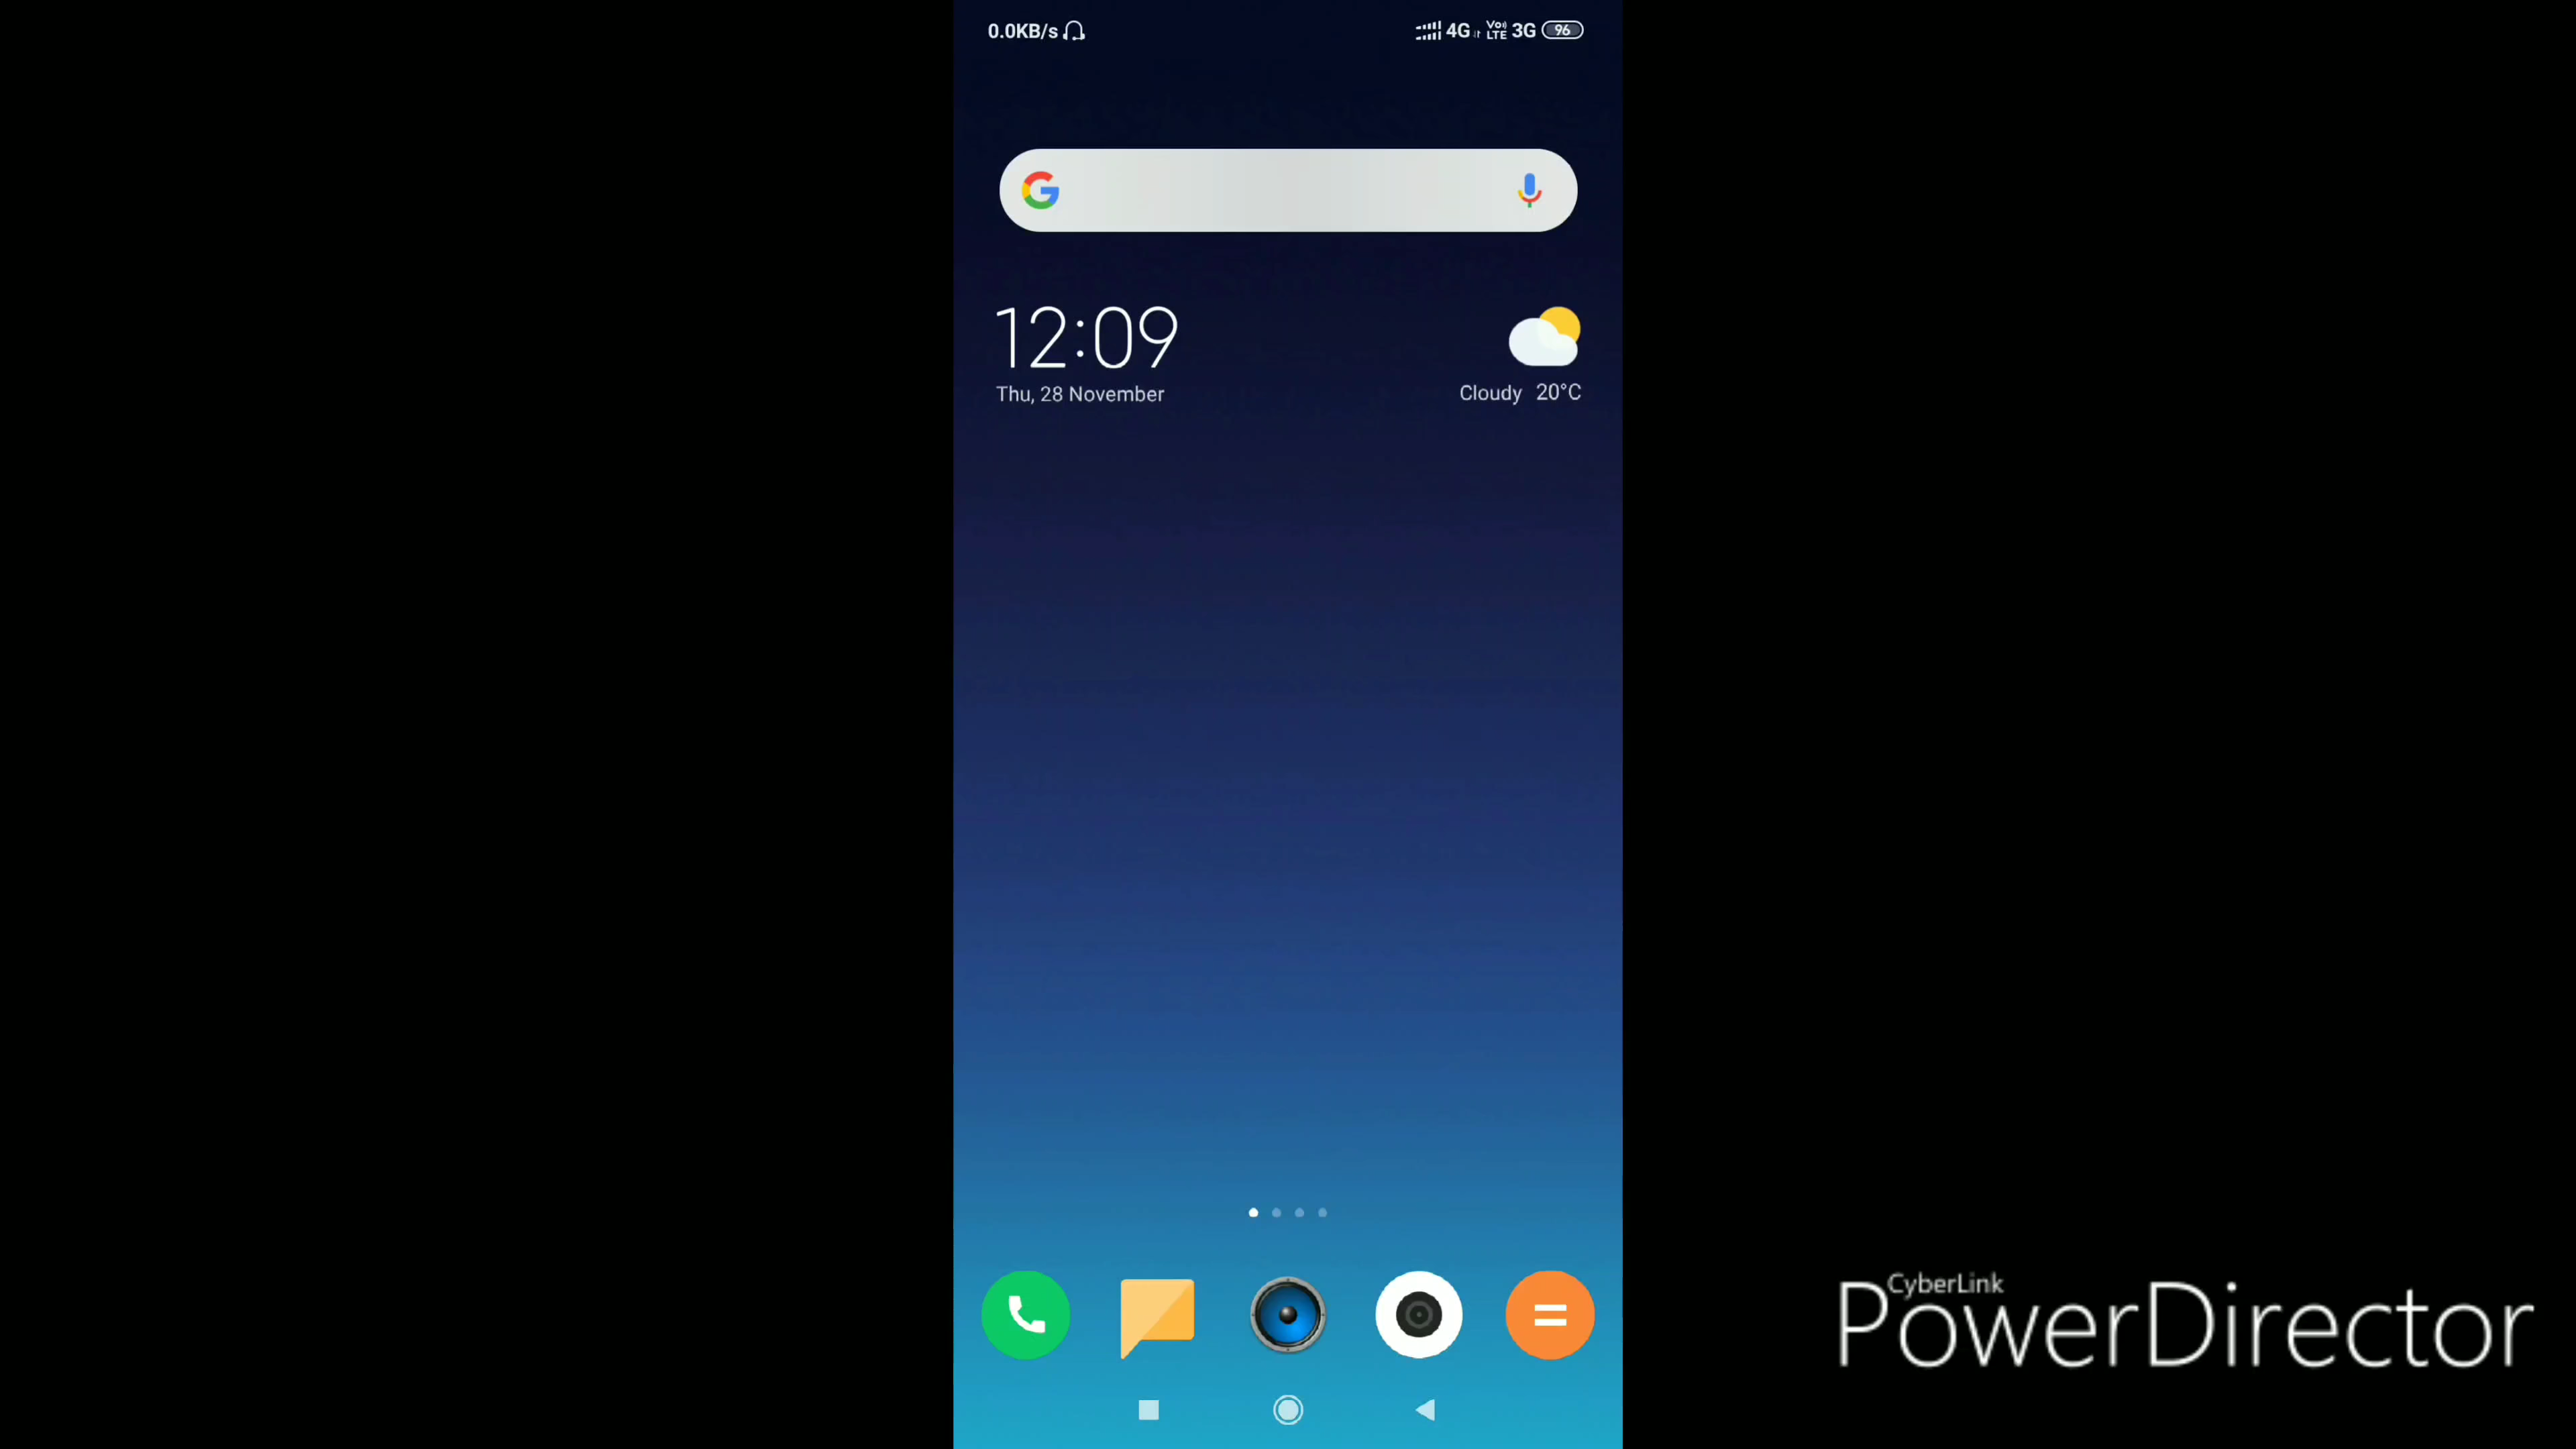 0.0KB/s 4G Vo) LTE 3G 96
12:09
Thu, 28 November
Cloudy 20°C
CyberLink
PowerDirector